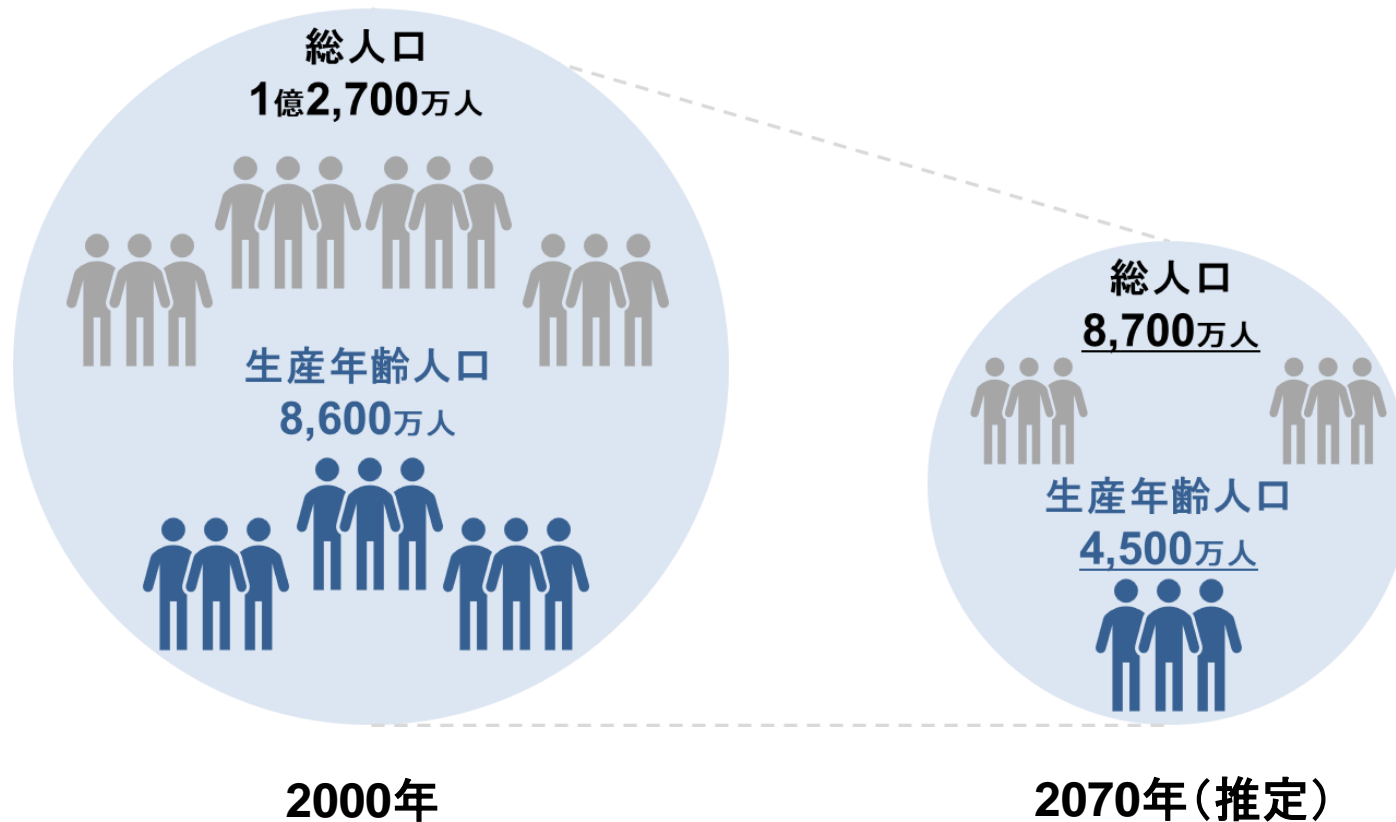 総人口
1億2,700万人
生産年齢人口
8,600万人
2000年
総人口
8,700万人
生産年齢人口
4,500万人
2070年（推定）